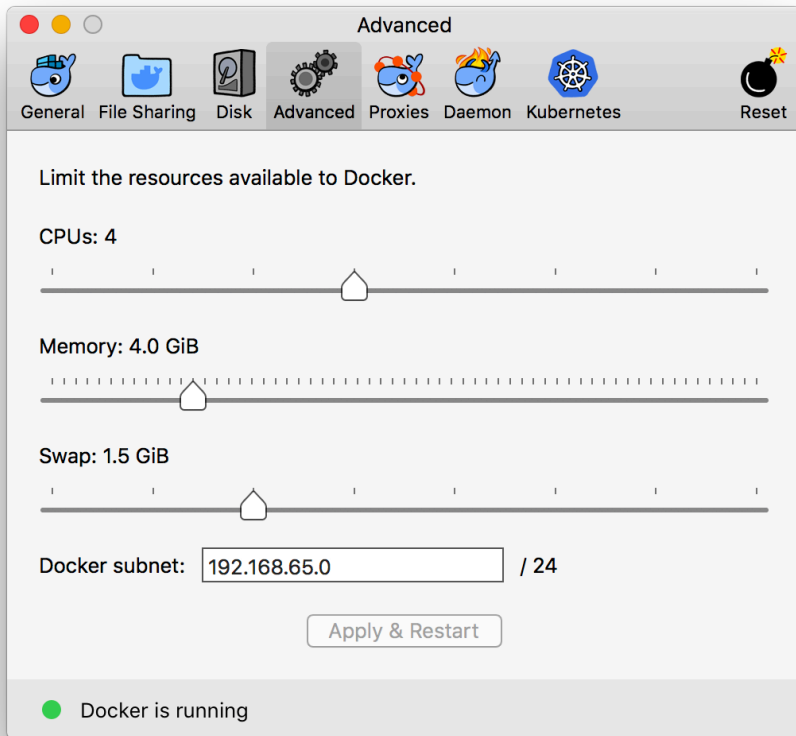 Advanced
General File Sharing Disk Advanced Proxies Daemon Kubernetes Reset
Limit the resources available to Docker.
CPUs: 4
Memory: 4.0 GiB
Swap: 1.5 GiB
Docker subnet: 192.168.65.0 / 24
Apply & Restart
Docker is running